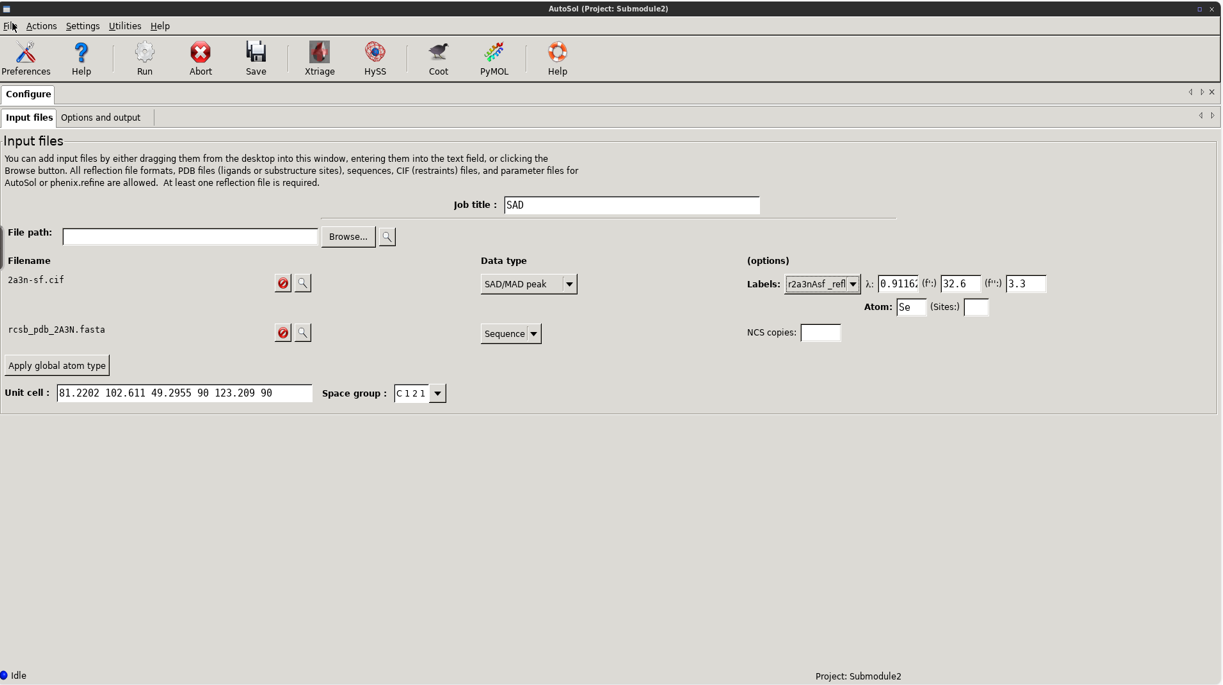 AutoSol (Project: Submodule2)
File Actions Settings Utilities Help
Preferences Help Run Abort Save Xtriage HySS Coot PyMOL Help
Configure
Input files Options and output
Input files
You can add input files by either dragging them from the desktop into this window, entering them into the text field, or clicking the
Browse button. All reflection file formats, PDB files (ligands or substructure sites), sequences, CIF (restraints) files, and parameter files for
AutoSol or phenix.refine are allowed. At least one reflection file is required.
Job title : SAD
File path: Browse...
Filename Data type (options)
2a3n-sf.cif SAD/MAD peak Labels: r2a3nAsf _refl λ: 0.91162 (f':) 32.6 (f'':) 3.3
Atom: Se (Sites:)
rcsb_pdb_2A3N.fasta Sequence NCS copies:
Apply global atom type
Unit cell : 81.2202 102.611 49.2955 90 123.209 90 Space group : C 1 2 1
Idle Project: Submodule2